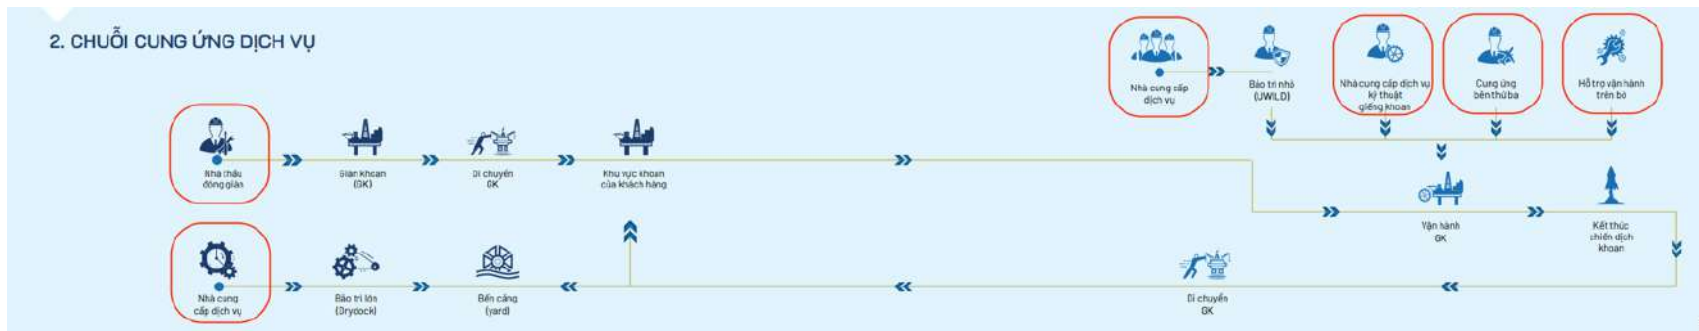 2. CHUỖI CUNG ỨNG DỊCH VỤ
Nhà cung cấp
dịch vụ
Bảo trì nhỏ
(UWILD)
Nhà cung cấp dịch vụ
kỹ thuật
giếng khoan
Cung ứng
bên thứ ba
Hỗ trợ vận hành
trên bờ
Nhà thầu
đóng giàn
Giàn khoan
(GK)
Di chuyển
GK
Khu vực khoan
của khách hàng
Vận hành
GK
Kết thúc
chiến dịch
khoan
Nhà cung
cấp dịch vụ
Bảo trì lớn
(Drydock)
Bến cảng
(yard)
Di chuyển
GK